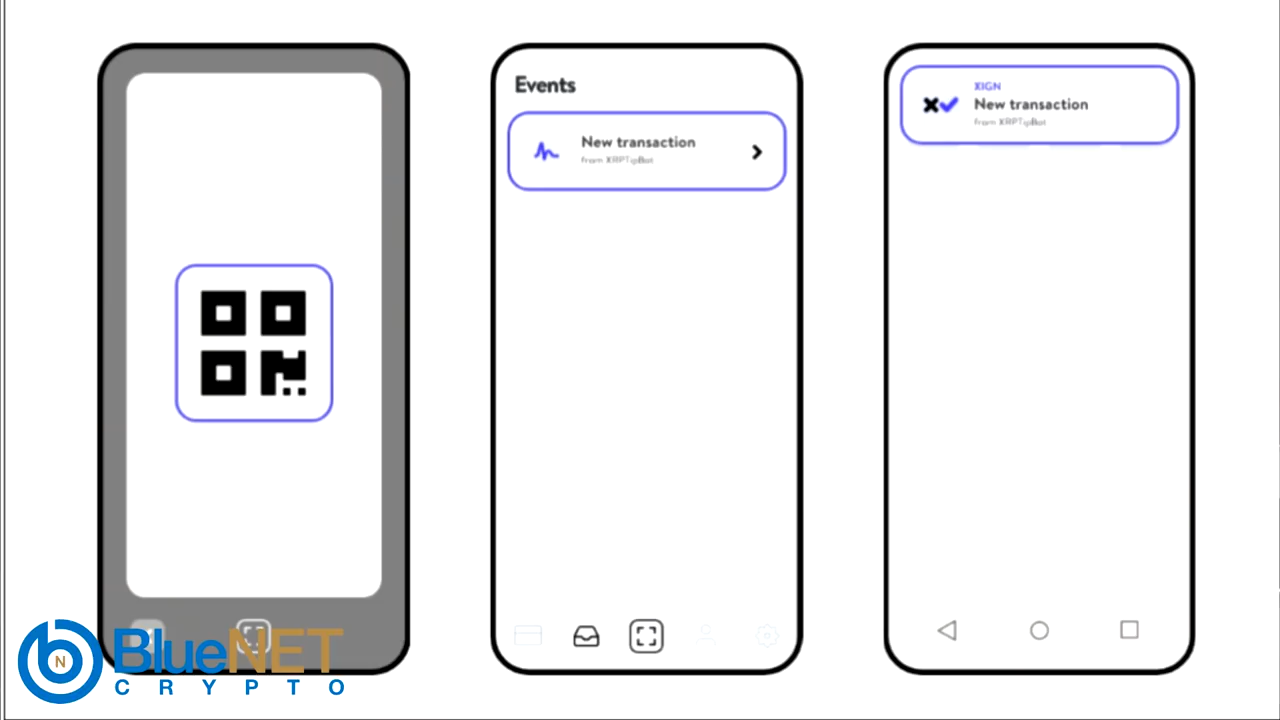 Events
New transaction
from XRPTipBot
XIGN
New transaction
from XRPTipBot
BlueNET
CRYPTO
N